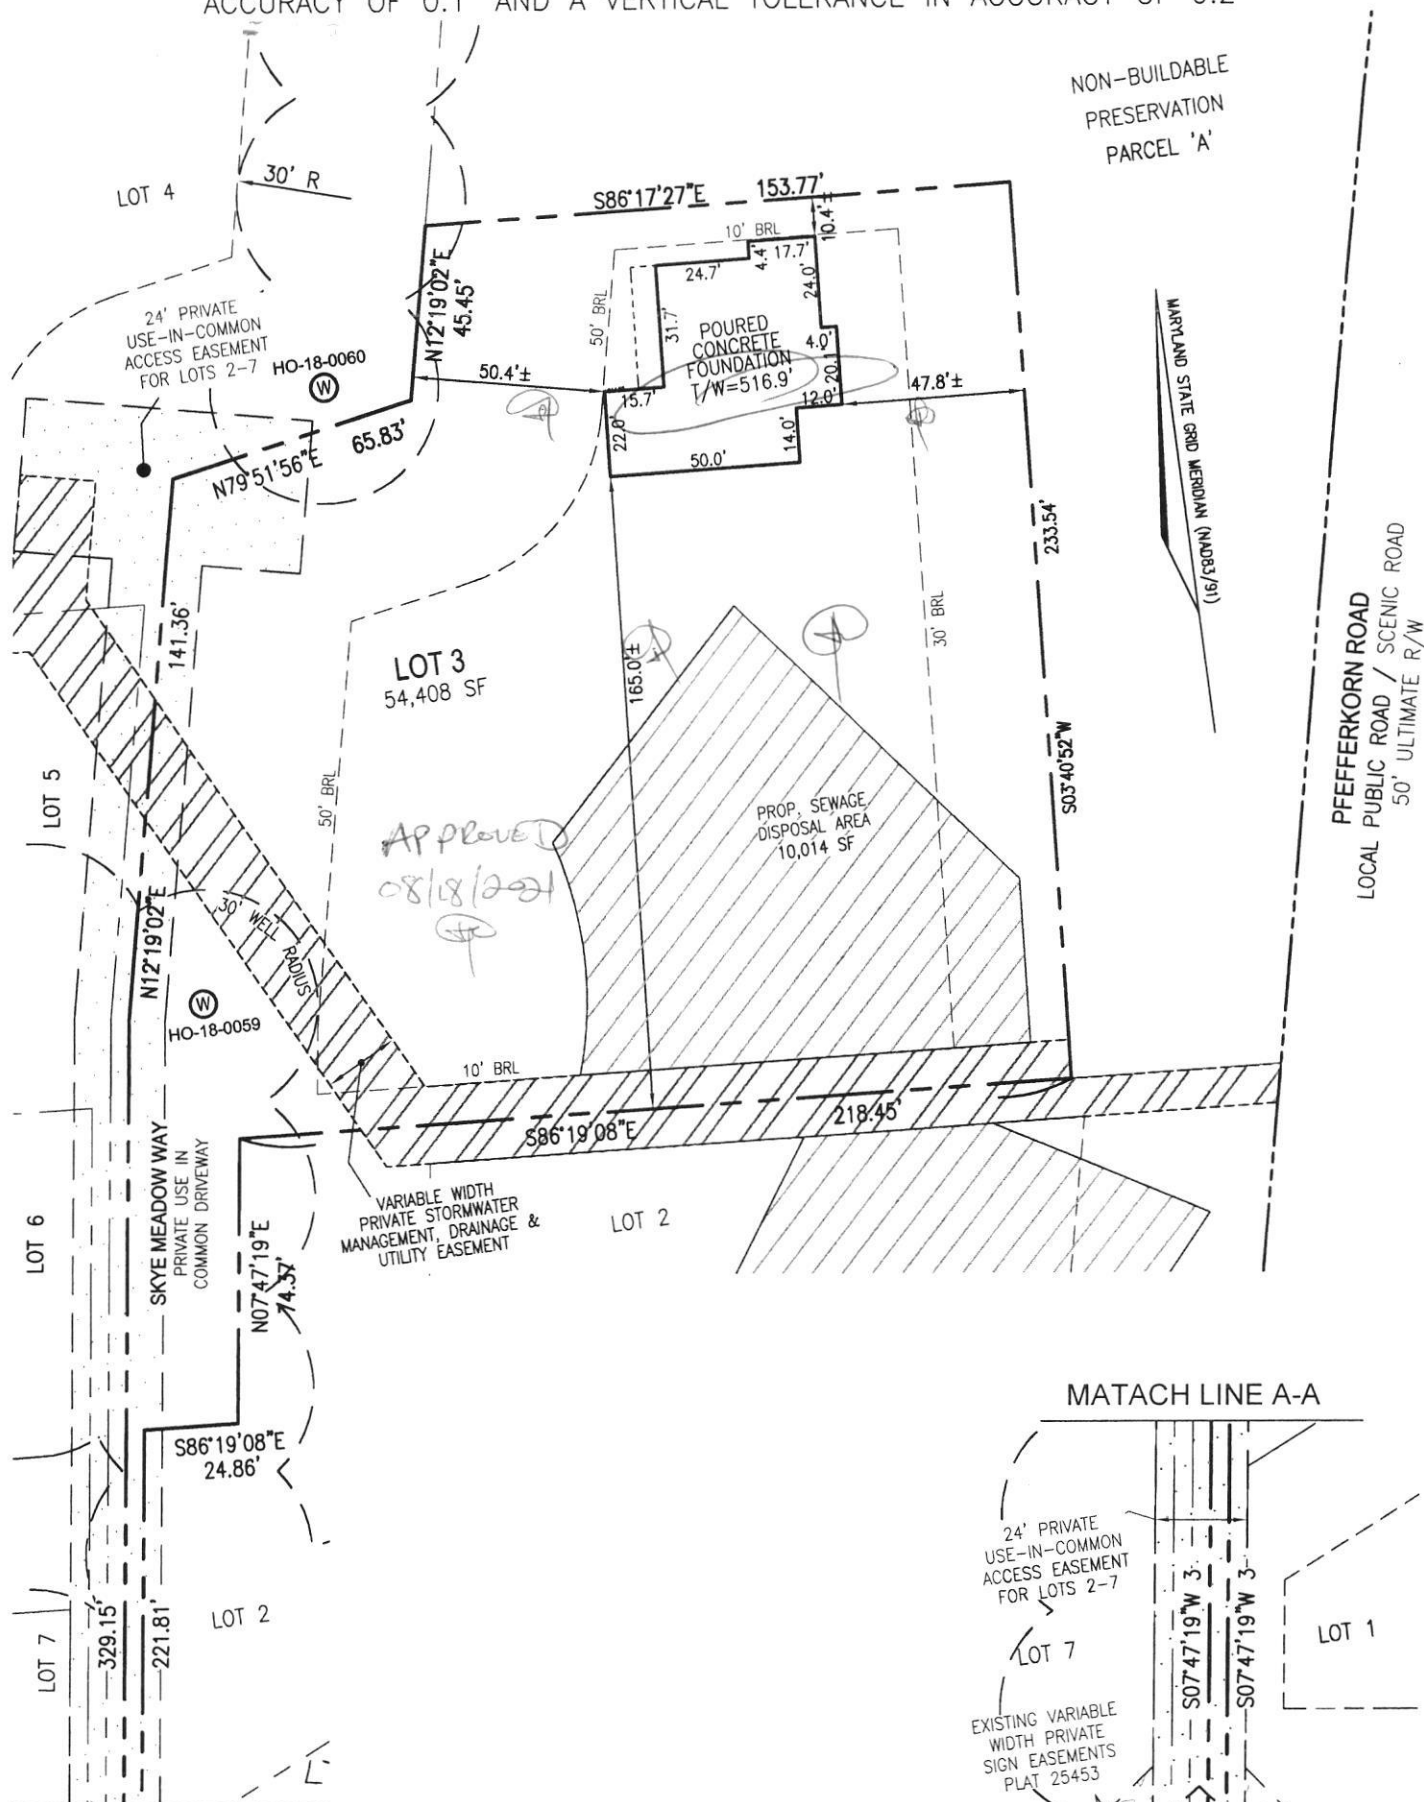 ACCURACY OF 0.1' AND A VERTICAL TOLERANCE IN ACCURACY OF 0.2'
NON-BUILDABLE
PRESERVATION
PARCEL 'A'
LOT 4
30' R
S86°17'27"E
153.77'
10.4'±
10' BRL
N12°19'02"E
45.45'
24' PRIVATE
USE-IN-COMMON
ACCESS EASEMENT
FOR LOTS 2-7
HO-18-0060
W
50' BRL
24.7'
4.4'
17.7'
24.0'
31.7'
POURED
CONCRETE
FOUNDATION
T/W=516.9'
4.0'
20.1'
12.0'
50.4'±
47.8'±
15.7'
22.0'
14.0'
50.0'
N79°51'56"E
65.83'
MARYLAND STATE GRID MERIDIAN (NAD83/91)
233.54'
S03°40'52"W
30' BRL
PFEFFERKORN ROAD
LOCAL PUBLIC ROAD / SCENIC ROAD
50' ULTIMATE R/W
141.36'
LOT 3
54,408 SF
165.0'±
LOT 5
50' BRL
PROP. SEWAGE
DISPOSAL AREA
10,014 SF
APPROVED
08/18/2021
N12°19'02"E
30' WELL RADIUS
W
HO-18-0059
10' BRL
S86°19'08"E
218.45'
SKYE MEADOW WAY
PRIVATE USE IN
COMMON DRIVEWAY
LOT 6
VARIABLE WIDTH
PRIVATE STORMWATER
MANAGEMENT, DRAINAGE &
UTILITY EASEMENT
LOT 2
N07°47'19"E
74.37'
S86°19'08"E
24.86'
MATACH LINE A-A
24' PRIVATE
USE-IN-COMMON
ACCESS EASEMENT
FOR LOTS 2-7
LOT 7
329.15'
221.81'
LOT 2
LOT 7
S07°47'19"W 3
S07°47'19"W 3
LOT 1
EXISTING VARIABLE
WIDTH PRIVATE
SIGN EASEMENTS
PLAT 25453